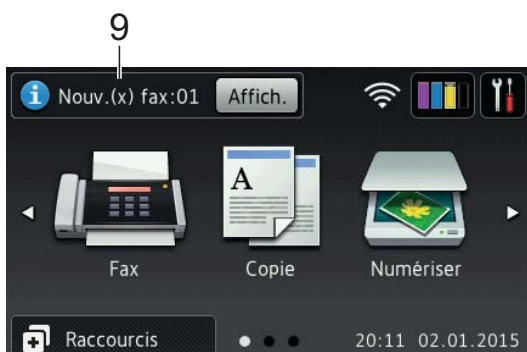 9
Nouv.(x) fax:01 Affich.
A
Fax Copie Numériser
Raccourcis 20:11 02.01.2015